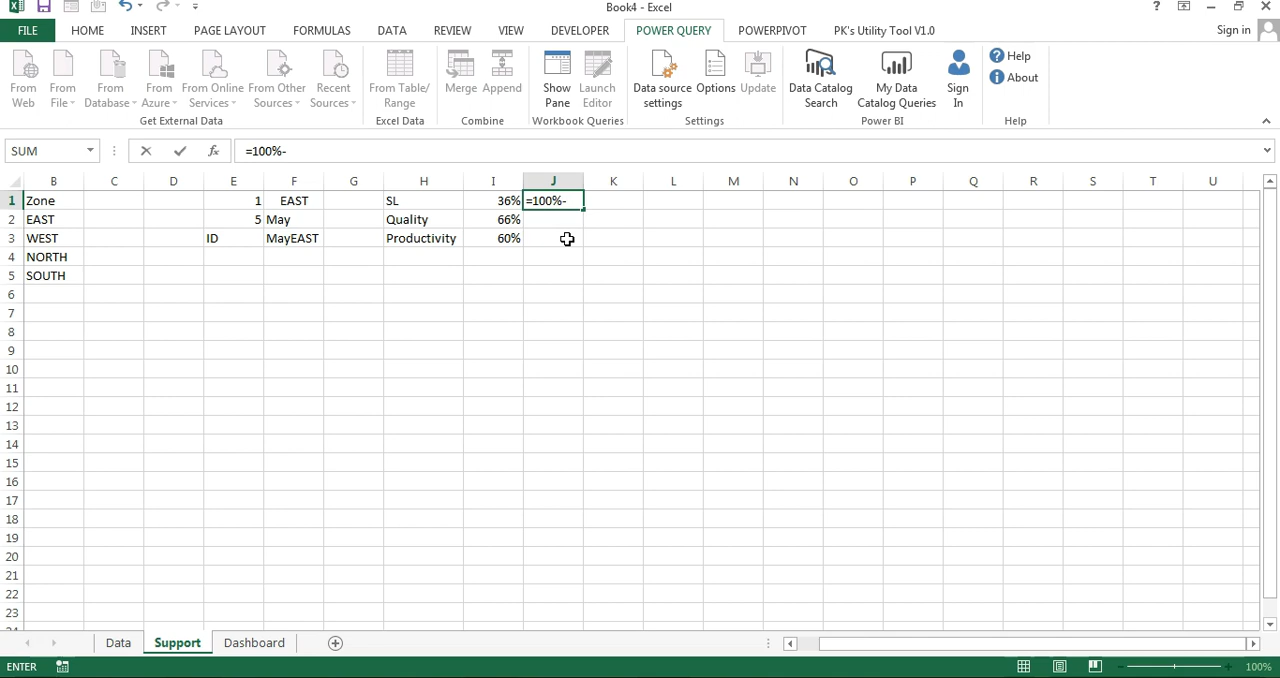 Book4 - Excel
?
FILE HOME INSERT PAGE LAYOUT FORMULAS DATA REVIEW VIEW DEVELOPER POWER QUERY POWERPIVOT PK's Utility Tool V1.0 Sign in
From Web
From File
From Database
From Azure
From Online Services
From Other Sources
Recent Sources
From Table/ Range
Merge
Append
Show Pane
Launch Editor
Data source settings
Options
Update
Data Catalog Search
My Data Catalog Queries
Sign In
Help
About
Get External Data Excel Data Combine Workbook Queries Settings Power BI Help
SUM fx =100%-
B C D E F G H I J K L M N O P Q R S T U
1 Zone 1 EAST SL 36% =100%-
2 EAST 5 May Quality 66%
3 WEST ID MayEAST Productivity 60%
4 NORTH
5 SOUTH
6
7
8
9
10
11
12
13
14
15
16
17
18
19
20
21
22
23
Data Support Dashboard
ENTER 100%